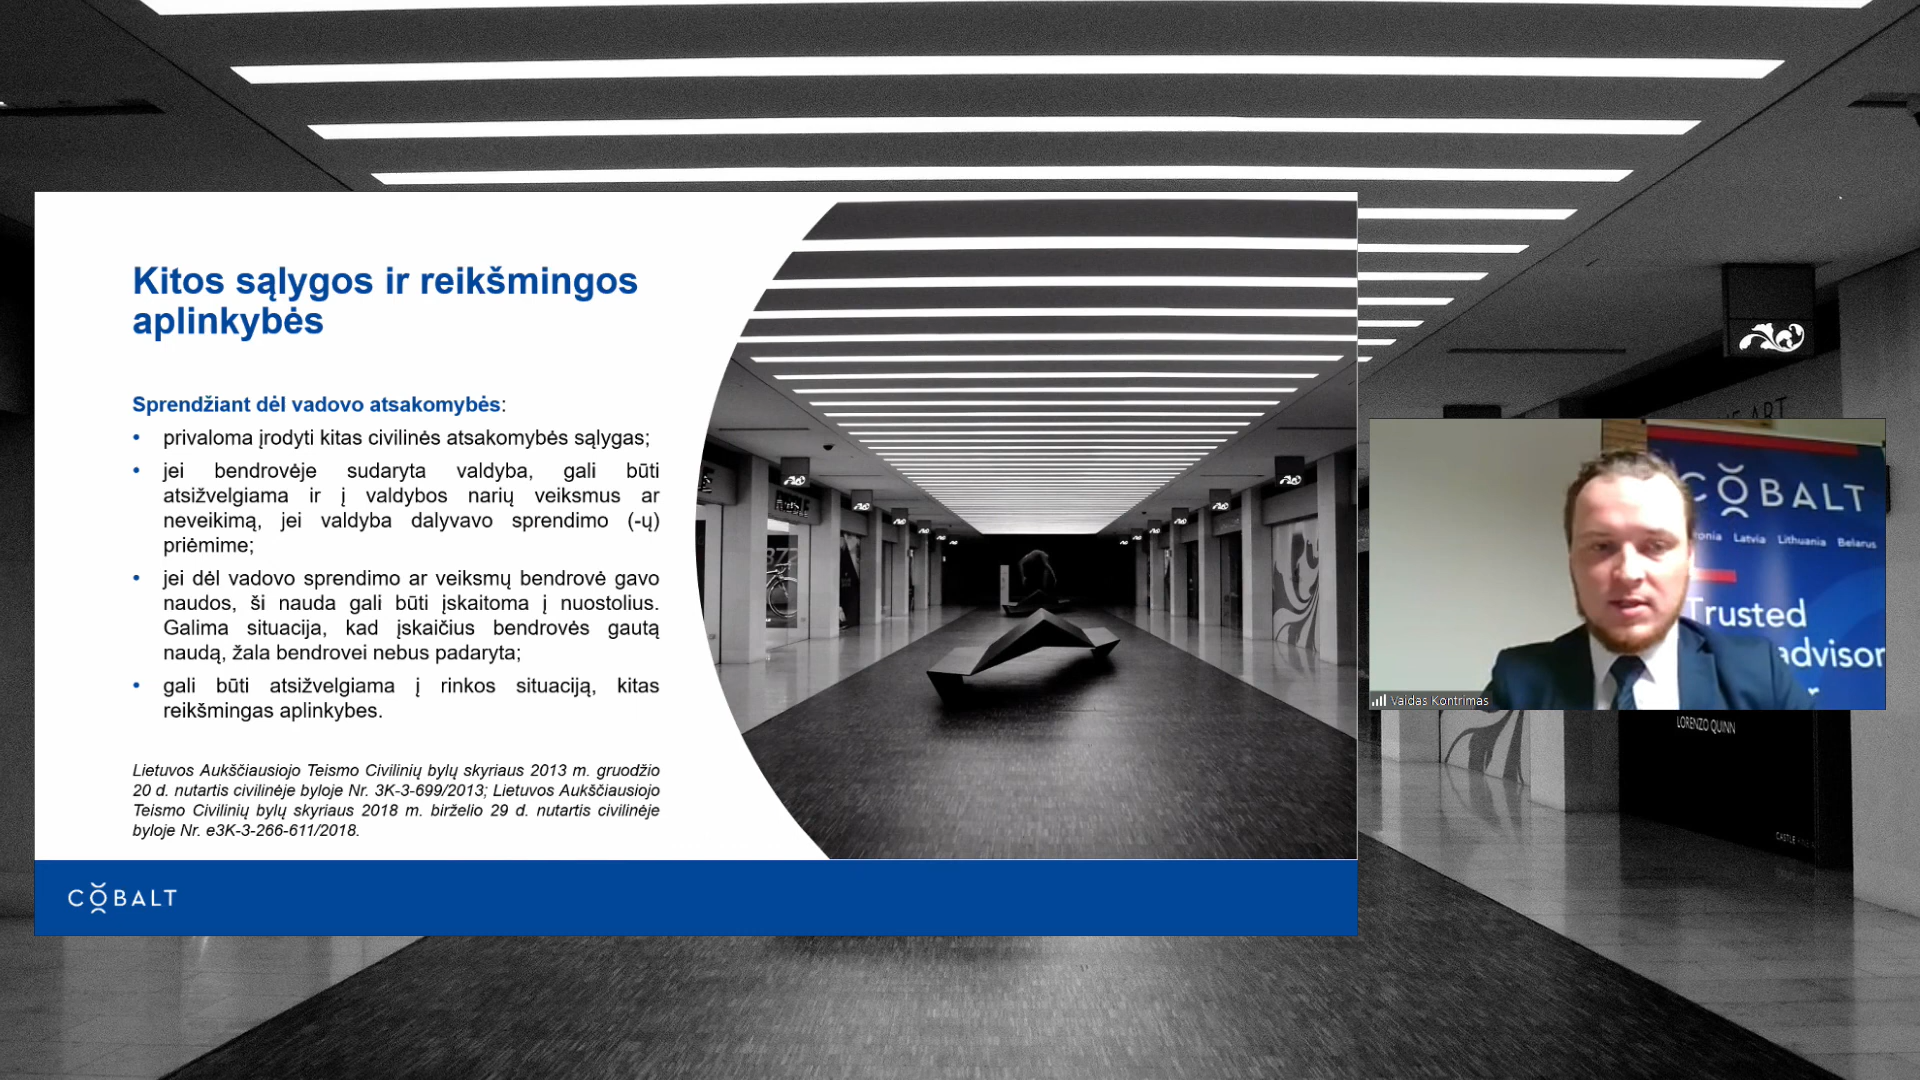 Kitos sąlygos ir reikšmingos
aplinkybės
Sprendžiant dėl vadovo atsakomybės:
• privaloma įrodyti kitas civilinės atsakomybės sąlygas;
• jei bendrovėje sudaryta valdyba, gali būti
atsižvelgiama ir į valdybos narių veiksmus ar
neveikimą, jei valdyba dalyvavo sprendimo (-ų)
priėmime;
• jei dėl vadovo sprendimo ar veiksmų bendrovė gavo
naudos, ši nauda gali būti įskaitoma į nuostolius.
Galima situacija, kad įskaičius bendrovės gautą
naudą, žala bendrovei nebus padaryta;
• gali būti atsižvelgiama į rinkos situaciją, kitas
reikšmingas aplinkybes.
Lietuvos Aukščiausiojo Teismo Civilinių bylų skyriaus 2013 m. gruodžio
20 d. nutartis civilinėje byloje Nr. 3K-3-699/2013; Lietuvos Aukščiausiojo
Teismo Civilinių bylų skyriaus 2018 m. birželio 29 d. nutartis civilinėje
byloje Nr. e3K-3-266-611/2018.
COBALT
COBALT
Latvia Lithuania Belarus
Trusted
advisor
Vaidas Kontrimas
ART
LORENZO QUINN
CASTLE